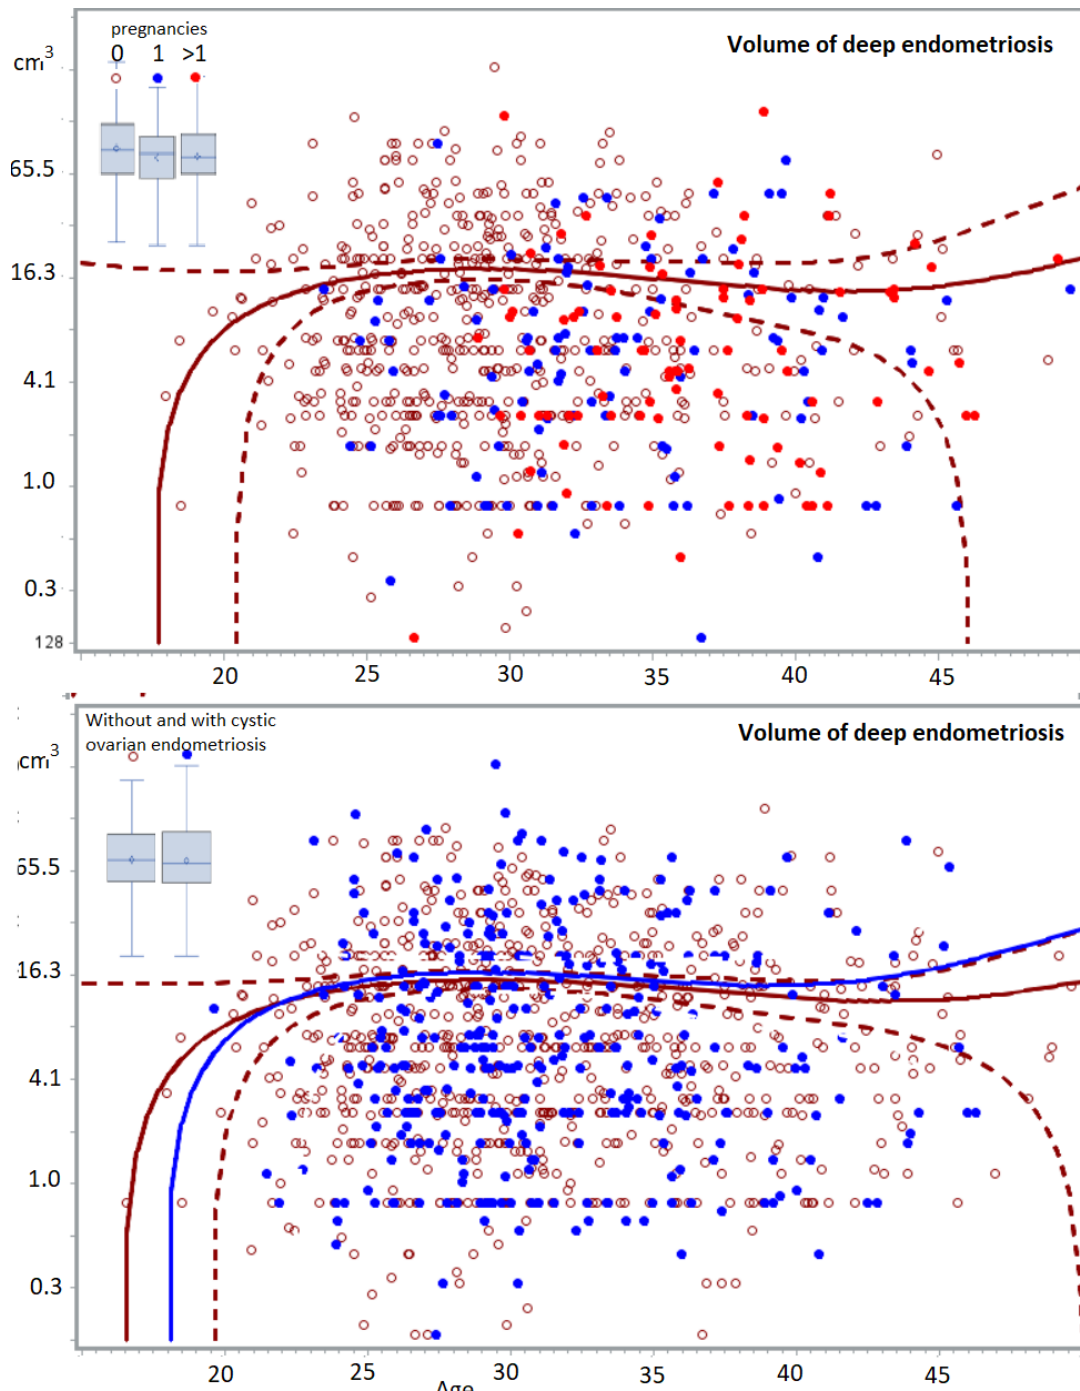 pregnancies
0 1 >1
Volume of deep endometriosis
cm3
65.5
16.3
4.1
1.0
0.3
128
20 25 30 35 40 45
Without and with cystic
ovarian endometriosis
Volume of deep endometriosis
cm3
65.5
16.3
4.1
1.0
0.3
20 25 30 35 40 45
Age